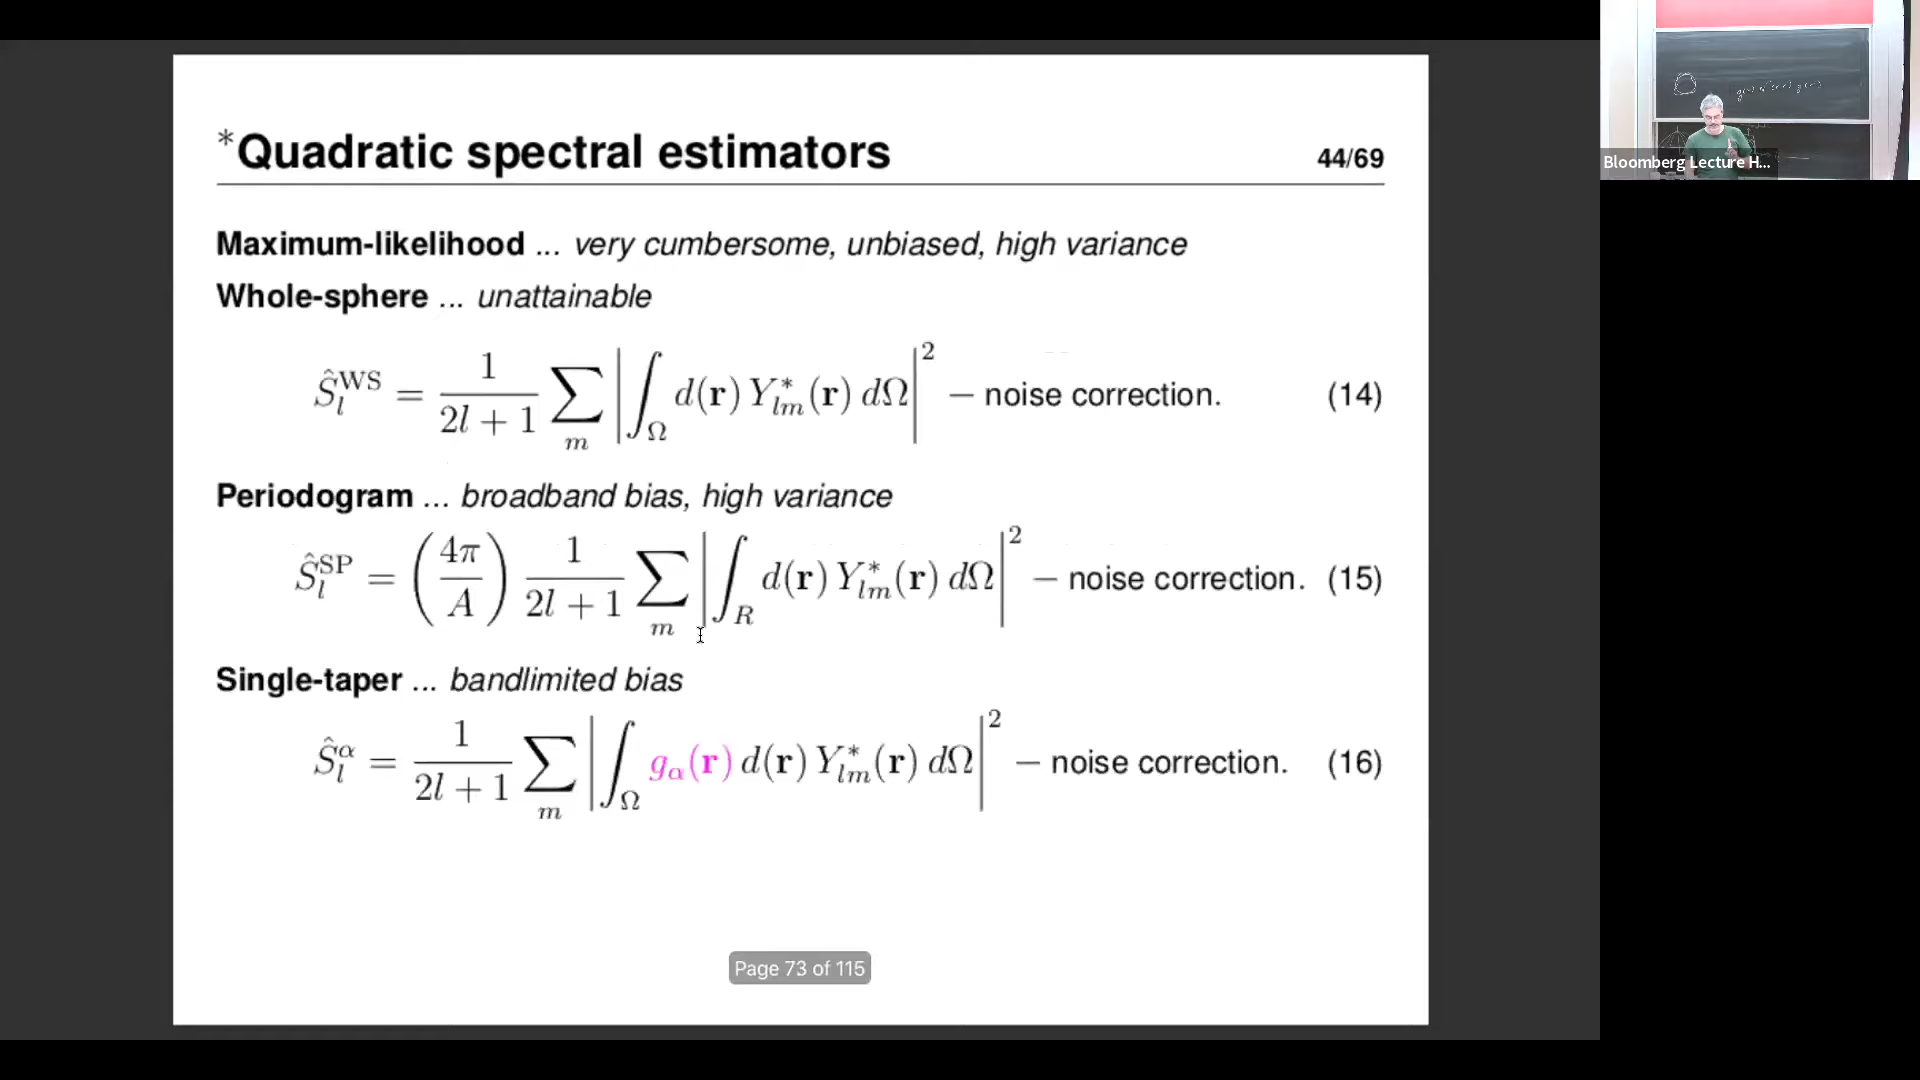 *Quadratic spectral estimators 44/69
Maximum-likelihood ... very cumbersome, unbiased, high variance
Whole-sphere ... unattainable
Ŝ_l^WS = 1/(2l + 1) ∑_m |∫_Ω d(r) Y*_lm(r) dΩ|² − noise correction. (14)
Periodogram ... broadband bias, high variance
Ŝ_l^SP = (4π/A) 1/(2l + 1) ∑_m |∫_R d(r) Y*_lm(r) dΩ|² − noise correction. (15)
Single-taper ... bandlimited bias
Ŝ_l^α = 1/(2l + 1) ∑_m |∫_Ω g_α(r) d(r) Y*_lm(r) dΩ|² − noise correction. (16)
Page 73 of 115
Bloomberg Lecture H...